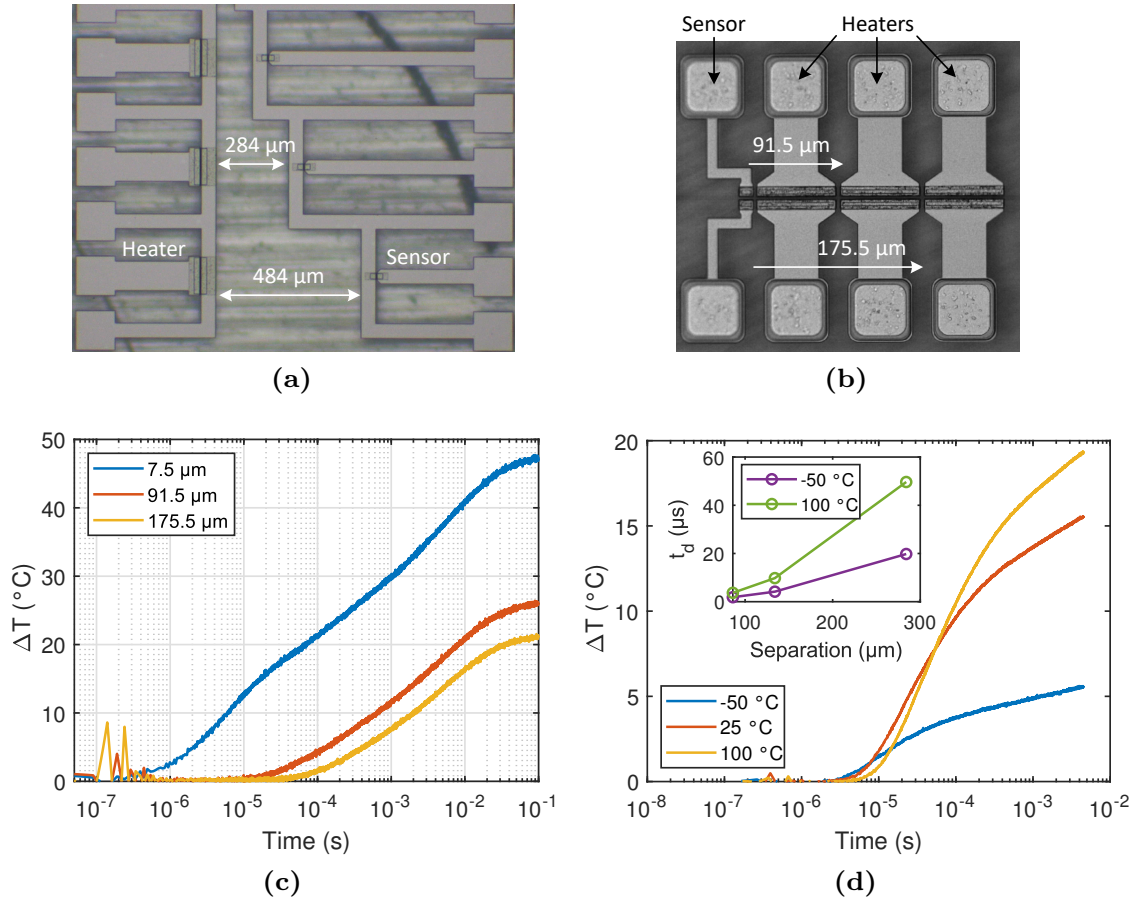 284 µm
Heater
Sensor
484 µm
(a)
Sensor
Heaters
91.5 µm
175.5 µm
(b)
50
40
30
20
10
0
ΔT (°C)
7.5 µm
91.5 µm
175.5 µm
10-7
10-6
10-5
10-4
10-3
10-2
10-1
Time (s)
(c)
20
15
10
5
0
ΔT (°C)
60
40
20
0
t_d (µs)
-50 °C
100 °C
100
200
300
Separation (µm)
-50 °C
25 °C
100 °C
10-8
10-7
10-6
10-5
10-4
10-3
10-2
Time (s)
(d)